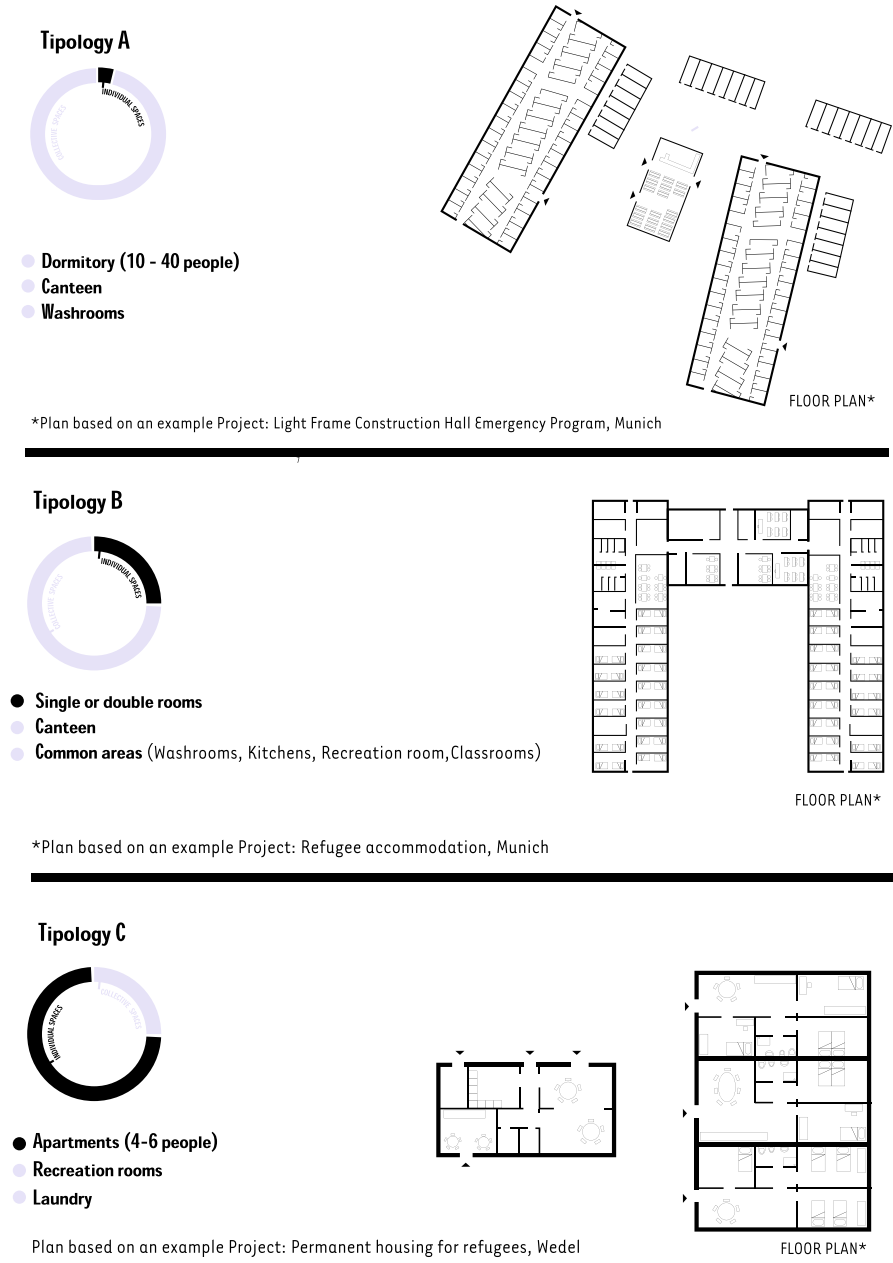 Tipology A
INDIVIDUAL SPACES
COLLECTIVE SPACES
Dormitory (10 - 40 people)
Canteen
Washrooms
FLOOR PLAN*
*Plan based on an example Project: Light Frame Construction Hall Emergency Program, Munich
Tipology B
INDIVIDUAL SPACES
COLLECTIVE SPACES
Single or double rooms
Canteen
Common areas (Washrooms, Kitchens, Recreation room,Classrooms)
FLOOR PLAN*
*Plan based on an example Project: Refugee accommodation, Munich
Tipology C
COLLECTIVE SPACES
INDIVIDUAL SPACES
Apartments (4-6 people)
Recreation rooms
Laundry
Plan based on an example Project: Permanent housing for refugees, Wedel
FLOOR PLAN*